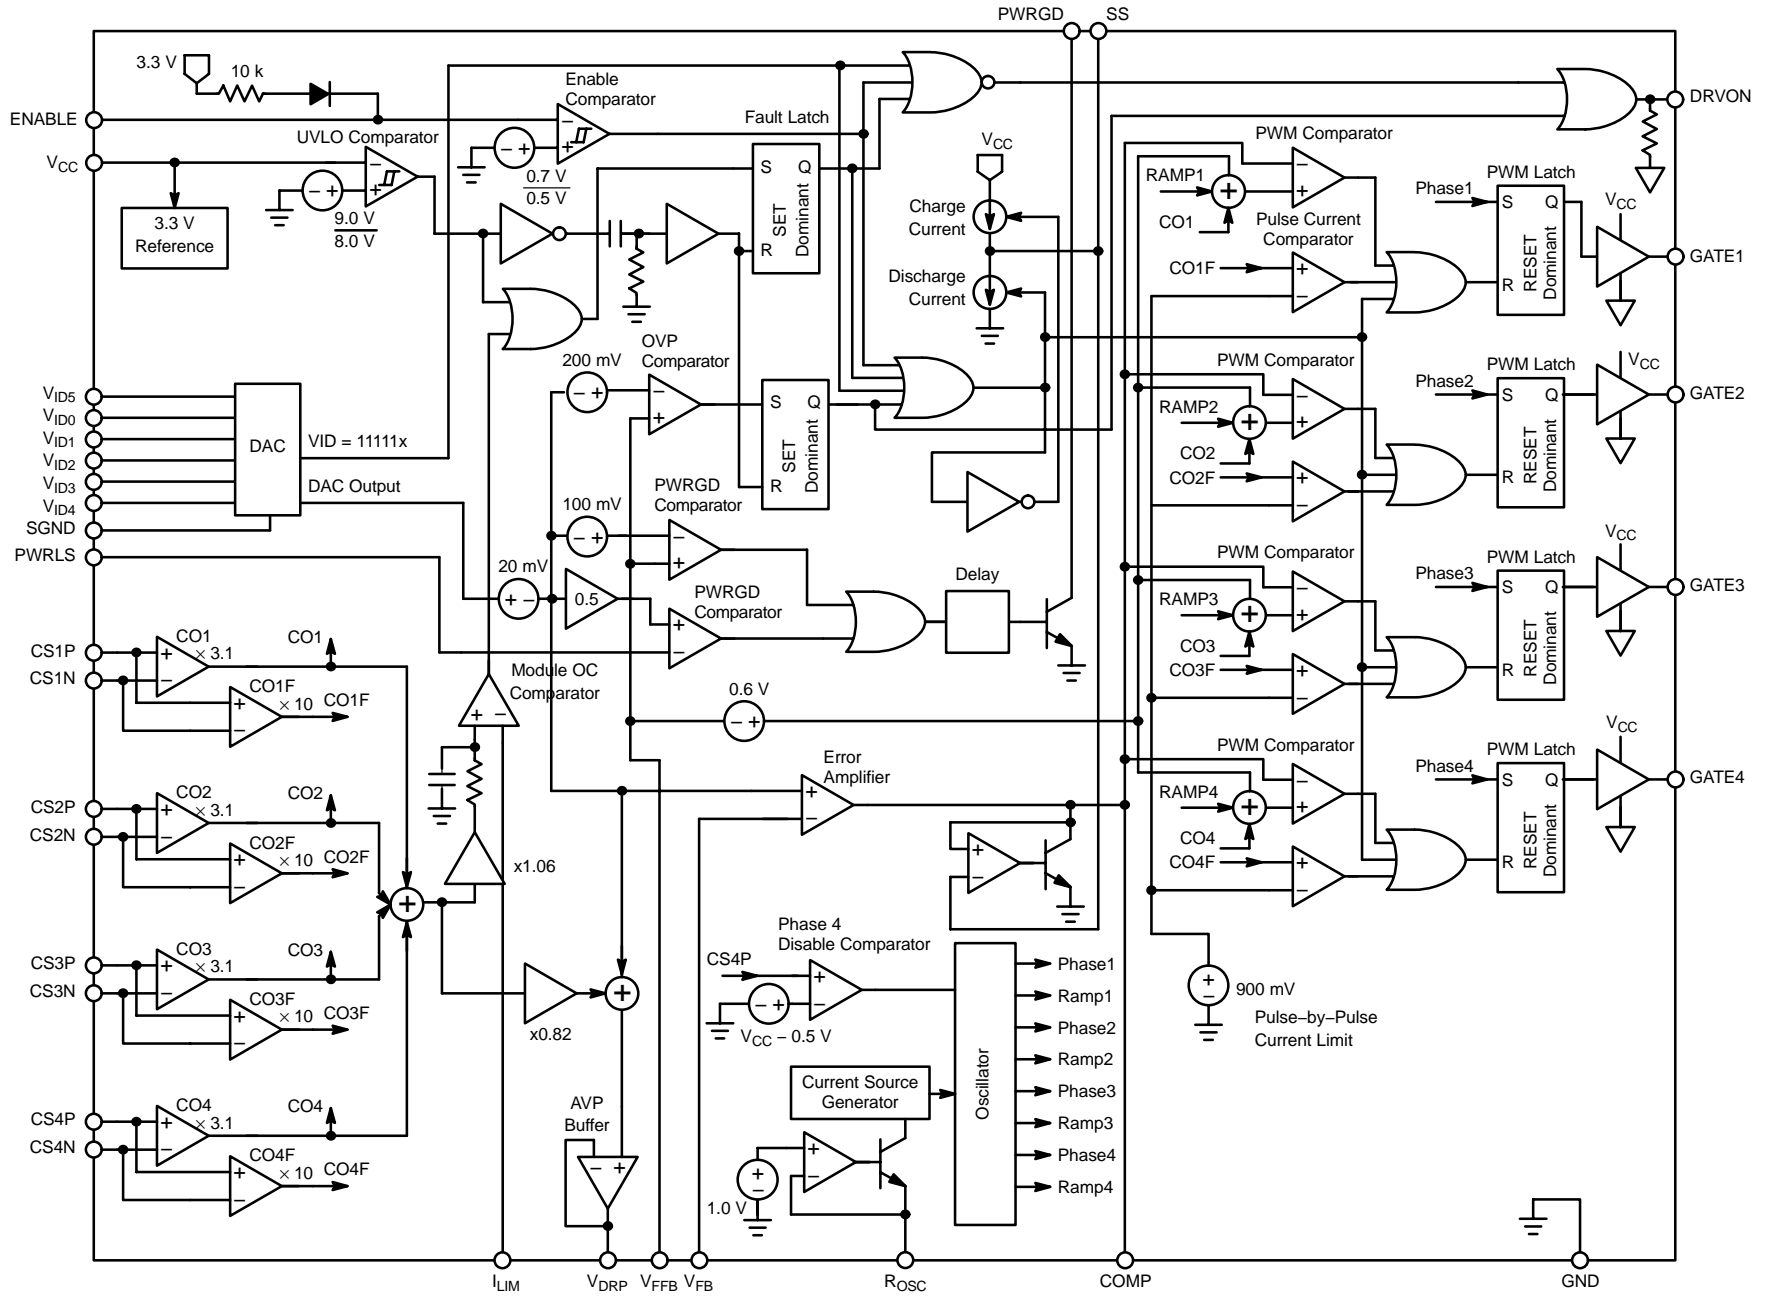 PWRGD SS
3.3 V
10 k
Enable
Comparator
ENABLE
DRVON
UVLO Comparator
Fault Latch
VCC
− +
0.7 V
0.5 V
− +
9.0 V
8.0 V
3.3 V
Reference
S Q
R
SET
Dominant
VCC
Charge
Current
Discharge
Current
PWM Comparator
RAMP1
CO1
Pulse Current
Comparator
CO1F
Phase1
PWM Latch
S Q
R
RESET
Dominant
VCC
GATE1
OVP
Comparator
200 mV
− +
S Q
R
SET
Dominant
PWM Comparator
RAMP2
CO2
CO2F
Phase2
PWM Latch
S Q
R
RESET
Dominant
VCC
GATE2
VID5
VID0
VID1
VID2
VID3
VID4
SGND
PWRLS
DAC
VID = 11111x
DAC Output
PWRGD
Comparator
100 mV
− +
20 mV
+ −
0.5
PWRGD
Comparator
Delay
PWM Comparator
RAMP3
CO3
CO3F
Phase3
PWM Latch
S Q
R
RESET
Dominant
VCC
GATE3
CS1P
CS1N
CO1
× 3.1
CO1
CO1F
× 10
CO1F
Module OC
Comparator
0.6 V
− +
Error
Amplifier
PWM Comparator
RAMP4
CO4
CO4F
Phase4
PWM Latch
S Q
R
RESET
Dominant
VCC
GATE4
CS2P
CS2N
CO2
× 3.1
CO2
CO2F
× 10
CO2F
x1.06
CS3P
CS3N
CO3
× 3.1
CO3
CO3F
× 10
CO3F
x0.82
Phase 4
Disable Comparator
CS4P
− +
VCC – 0.5 V
Oscillator
Phase1
Ramp1
Phase2
Ramp2
Phase3
Ramp3
Phase4
Ramp4
900 mV
Pulse−by−Pulse
Current Limit
Current Source
Generator
1.0 V
CS4P
CS4N
CO4
× 3.1
CO4
CO4F
× 10
CO4F
AVP
Buffer
ILIM
VDRP
VFFB
VFB
ROSC
COMP
GND